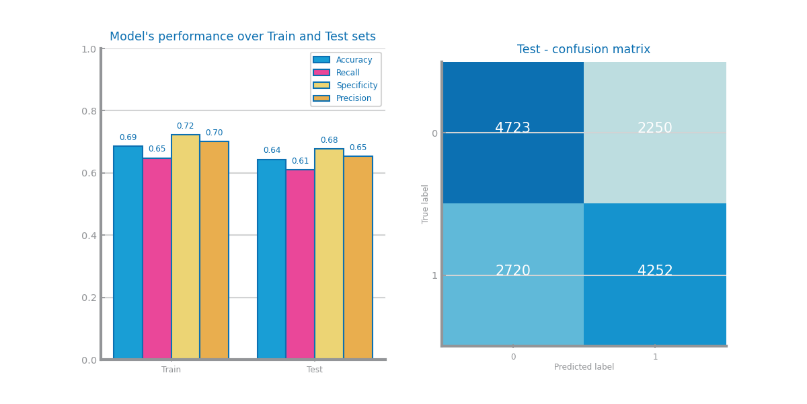 Model's performance over Train and Test sets
1.0
0.8
0.6
0.4
0.2
0.0
Accuracy
Recall
Specificity
Precision
0.69
0.65
0.72
0.70
0.64
0.61
0.68
0.65
Train
Test
Test - confusion matrix
True label
0
1
4723
2250
2720
4252
0
1
Predicted label